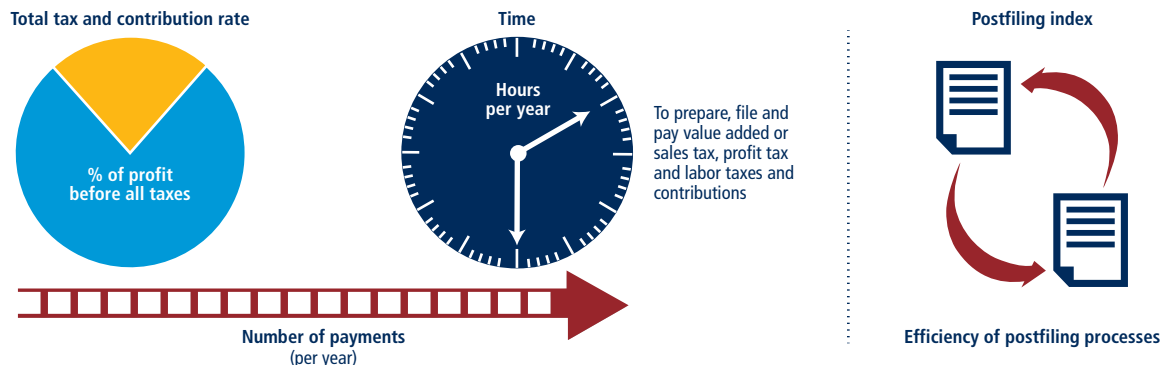 Total tax and contribution rate
% of profit
before all taxes
Time
Hours
per year
To prepare, file and
pay value added or
sales tax, profit tax
and labor taxes and
contributions
Number of payments
(per year)
Postfiling index
Efficiency of postfiling processes